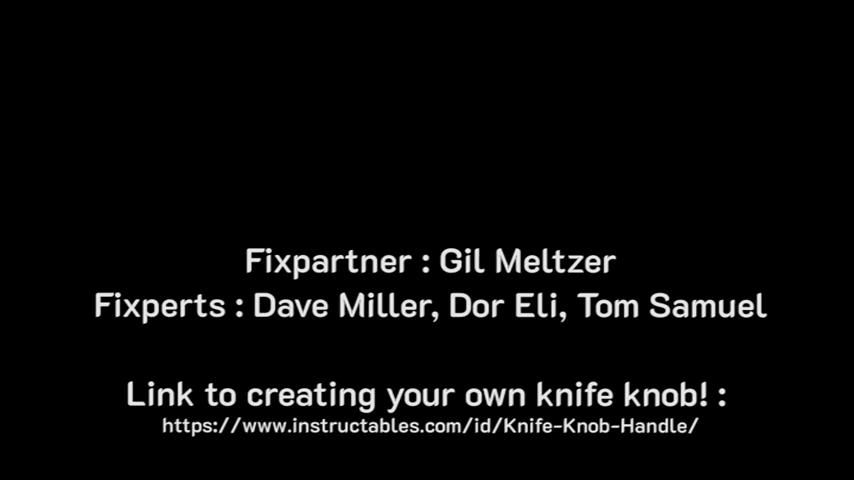 Fixpartner : Gil Meltzer
Fixperts : Dave Miller, Dor Eli, Tom Samuel
Link to creating your own knife knob! :
https://www.instructables.com/id/Knife-Knob-Handle/